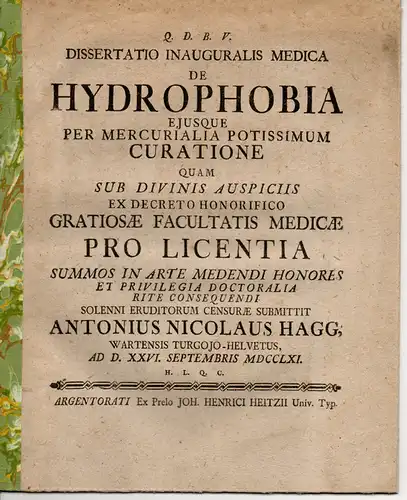 Q. D. B. V.
DISSERTATIO INAUGURALIS MEDICA
DE
HYDROPHOBIA
EJUSQUE
PER MERCURIALIA POTISSIMUM
CURATIONE
QUAM
SUB DIVINIS AUSPICIIS
EX DECRETO HONORIFICO
GRATIOSÆ FACULTATIS MEDICÆ
PRO LICENTIA
SUMMOS IN ARTE MEDENDI HONORES
ET PRIVILEGIA DOCTORALIA
RITE CONSEQUENDI
SOLENNI ERUDITORUM CENSURÆ SUBMITTIT
ANTONIUS NICOLAUS HAGG,
WARTENSIS TURGOJO-HELVETUS,
AD D. XXVI. SEPTEMBRIS MDCCLXI.
H. L. Q. C.
ARGENTORATI Ex Prelo JOH. HENRICI HEITZII Univ. Typ.